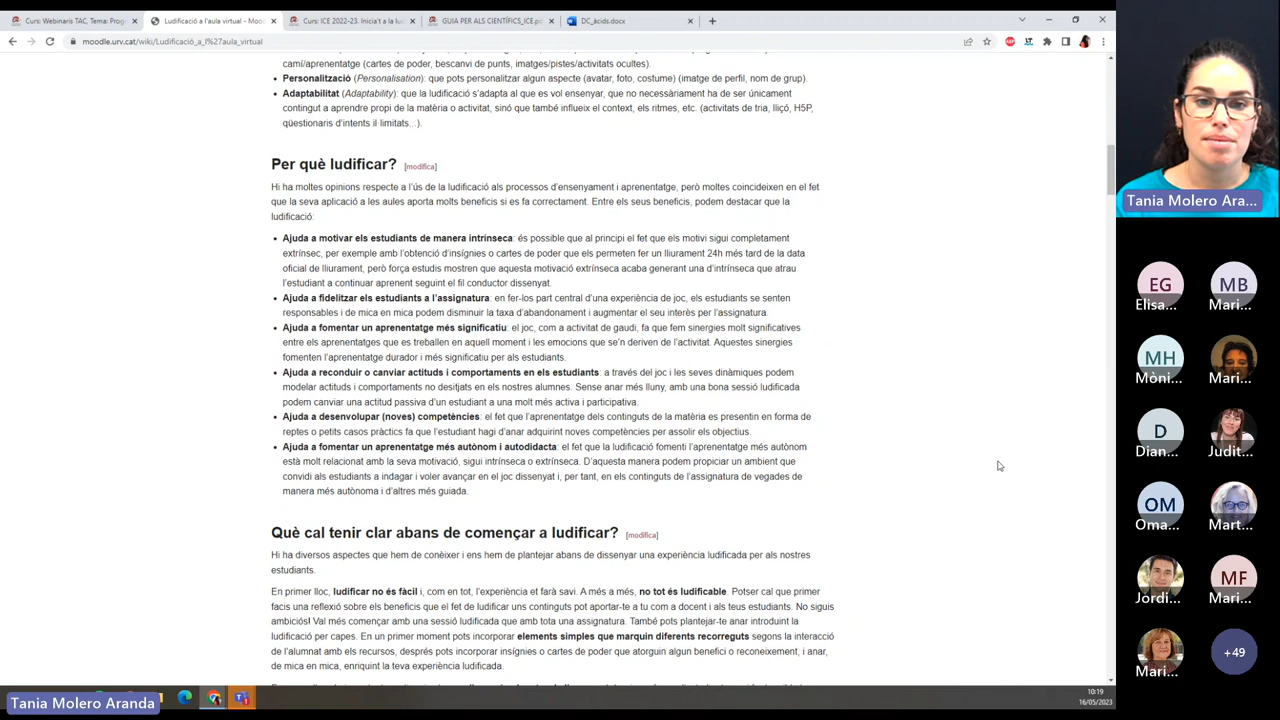 Curs: Webinaris TAC, Tema: Prog
Ludificació a l'aula virtual - Moo
Curs: ICE 2022-23. Inicia't a la lu
GUIA PER ALS CIENTÍFICS_ICE.p
DC_àcids.docx
moodle.urv.cat/wiki/Ludificació_a_l%27aula_virtual
camí/aprenentatge (cartes de poder, bescanvi de punts, imatges/pistes/activitats ocultes).
Personalització (Personalisation): que pots personalitzar algun aspecte (avatar, foto, costume) (imatge de perfil, nom de grup).
Adaptabilitat (Adaptability): que la ludificació s'adapta al que es vol ensenyar, que no necessàriament ha de ser únicament
contingut a aprendre propi de la matèria o activitat, sinó que també influeix el context, els ritmes, etc. (activitats de tria, lliçó, H5P,
qüestionaris d'intents il·limitats...).
Per què ludificar? [modifica]
Hi ha moltes opinions respecte a l'ús de la ludificació als processos d'ensenyament i aprenentatge, però moltes coincideixen en el fet
que la seva aplicació a les aules aporta molts beneficis si es fa correctament. Entre els seus beneficis, podem destacar que la
ludificació:
Ajuda a motivar els estudiants de manera intrínseca: és possible que al principi el fet que els motivi sigui completament
extrínsec, per exemple amb l'obtenció d'insígnies o cartes de poder que els permeten fer un lliurament 24h més tard de la data
oficial de lliurament, però força estudis mostren que aquesta motivació extrínseca acaba generant una d'intrínseca que atrau
l'estudiant a continuar aprenent seguint el fil conductor dissenyat.
Ajuda a fidelitzar els estudiants a l'assignatura: en fer-los part central d'una experiència de joc, els estudiants se senten
responsables i de mica en mica podem disminuir la taxa d'abandonament i augmentar el seu interès per l'assignatura.
Ajuda a fomentar un aprenentatge més significatiu: el joc, com a activitat de gaudi, fa que fem sinergies molt significatives
entre els aprenentatges que es treballen en aquell moment i les emocions que se'n deriven de l'activitat. Aquestes sinergies
fomenten l'aprenentatge durador i més significatiu per als estudiants.
Ajuda a reconduir o canviar actituds i comportaments en els estudiants: a través del joc i les seves dinàmiques podem
modelar actituds i comportaments no desitjats en els nostres alumnes. Sense anar més lluny, amb una bona sessió ludificada
podem canviar una actitud passiva d'un estudiant a una molt més activa i participativa.
Ajuda a desenvolupar (noves) competències: el fet que l'aprenentatge dels continguts de la matèria es presentin en forma de
reptes o petits casos pràctics fa que l'estudiant hagi d'anar adquirint noves competències per assolir els objectius.
Ajuda a fomentar un aprenentatge més autònom i autodidacta: el fet que la ludificació fomenti l'aprenentatge més autònom
està molt relacionat amb la seva motivació, sigui intrínseca o extrínseca. D'aquesta manera podem propiciar un ambient que
convidi als estudiants a indagar i voler avançar en el joc dissenyat i, per tant, en els continguts de l'assignatura de vegades de
manera més autònoma i d'altres més guiada.
Què cal tenir clar abans de començar a ludificar? [modifica]
Hi ha diversos aspectes que hem de conèixer i ens hem de plantejar abans de dissenyar una experiència ludificada per als nostres
estudiants.
En primer lloc, ludificar no és fàcil i, com en tot, l'experiència et farà savi. A més a més, no tot és ludificable. Potser cal que primer
facis una reflexió sobre els beneficis que el fet de ludificar uns continguts pot aportar-te a tu com a docent i als teus estudiants. No siguis
ambiciós! Val més començar amb una sessió ludificada que amb tota una assignatura. També pots plantejar-te anar introduint la
ludificació per capes. En un primer moment pots incorporar elements simples que marquin diferents recorreguts segons la interacció
de l'alumnat amb els recursos, després pots incorporar insígnies o cartes de poder que atorguin algun benefici o reconeixement, i anar,
de mica en mica, enriquint la teva experiència ludificada.
10:19
16/05/2023
Tania Molero Aranda
Tania Molero Ara...
EG
Elisa...
MB
Mari...
MH
Mòni...
Mari...
D
Dian...
Judit...
OM
Oma...
Mart...
Jordi...
MF
Mari...
Mari...
+49